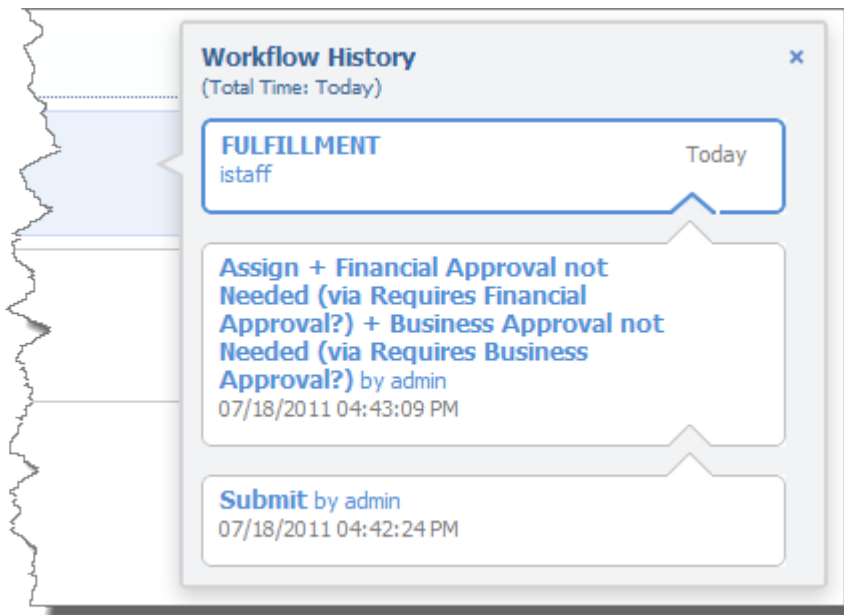 Workflow History
×
(Total Time: Today)
FULFILLMENT
Today
istaff
Assign + Financial Approval not
Needed (via Requires Financial
Approval?) + Business Approval not
Needed (via Requires Business
Approval?) by admin
07/18/2011 04:43:09 PM
Submit by admin
07/18/2011 04:42:24 PM